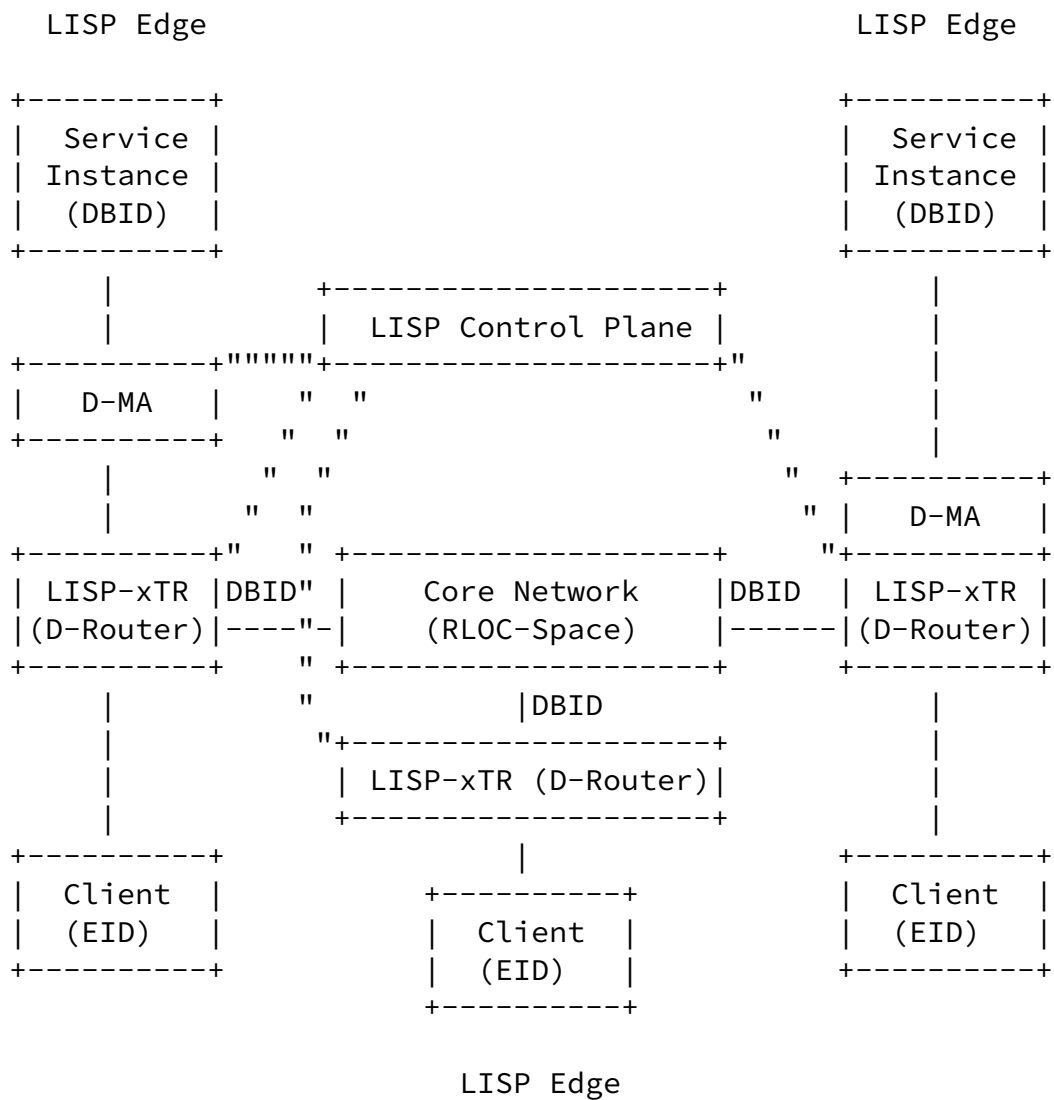 LISP Edge LISP Edge
Service Service
Instance Instance
(DBID) (DBID)
LISP Control Plane
D-MA
D-MA
LISP-xTR DBID Core Network DBID LISP-xTR
(D-Router) (RLOC-Space) (D-Router)
DBID
LISP-xTR (D-Router)
Client Client
(EID) Client (EID)
(EID)
LISP Edge